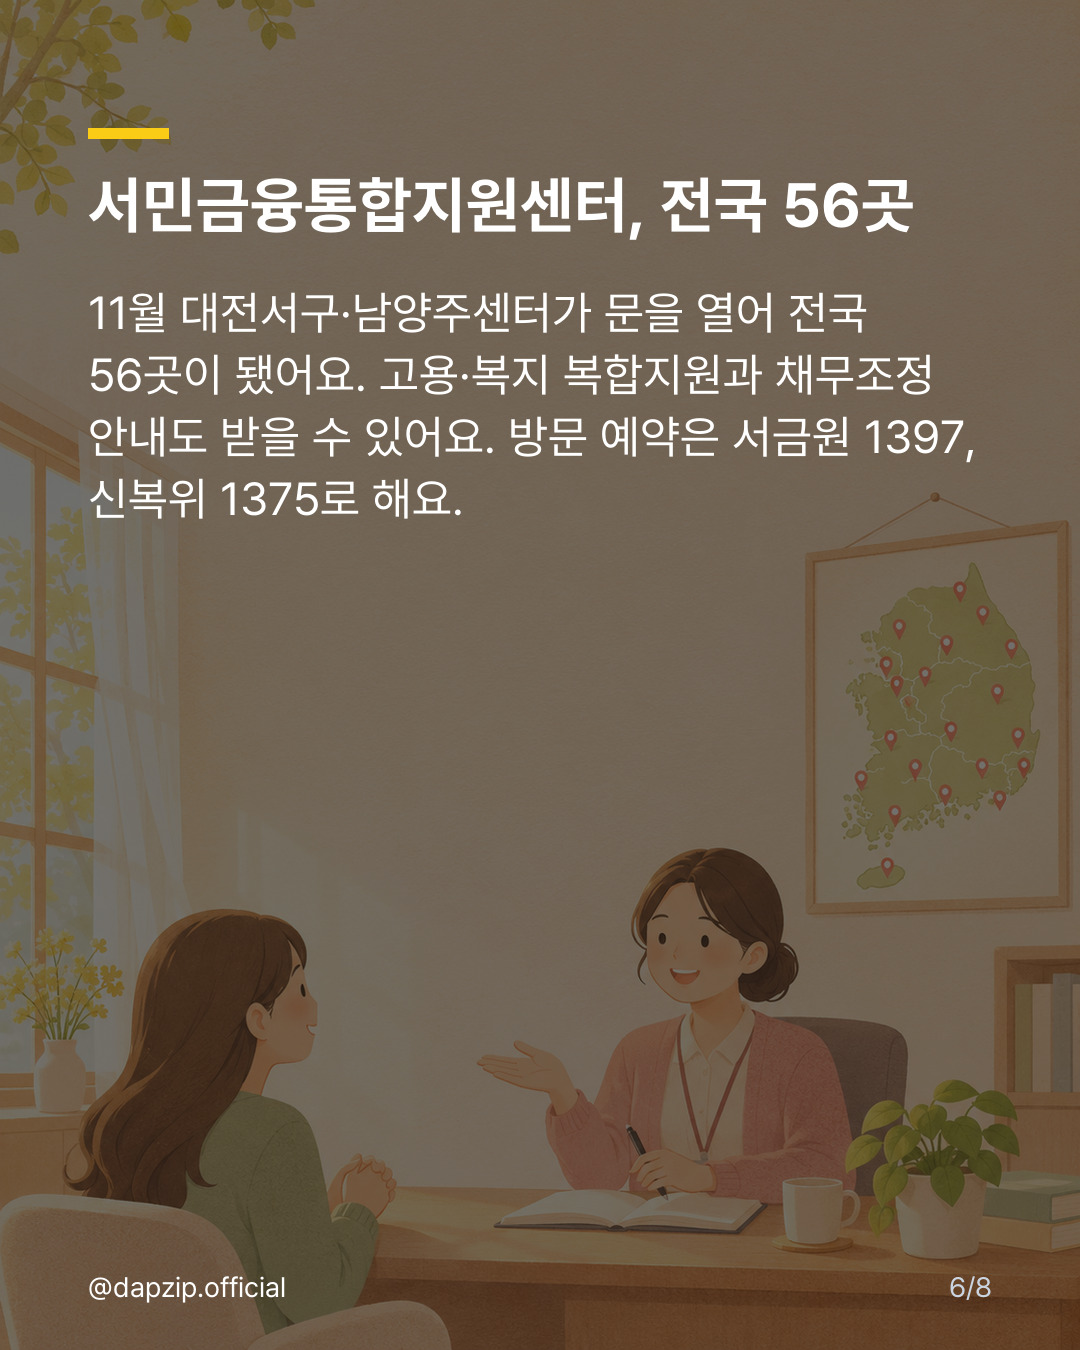 서민금융통합지원센터, 전국 56곳
11월 대전서구·남양주센터가 문을 열어 전국
56곳이 됐어요. 고용·복지 복합지원과 채무조정
안내도 받을 수 있어요. 방문 예약은 서금원 1397,
신복위 1375로 해요.
@dapzip.official
6/8